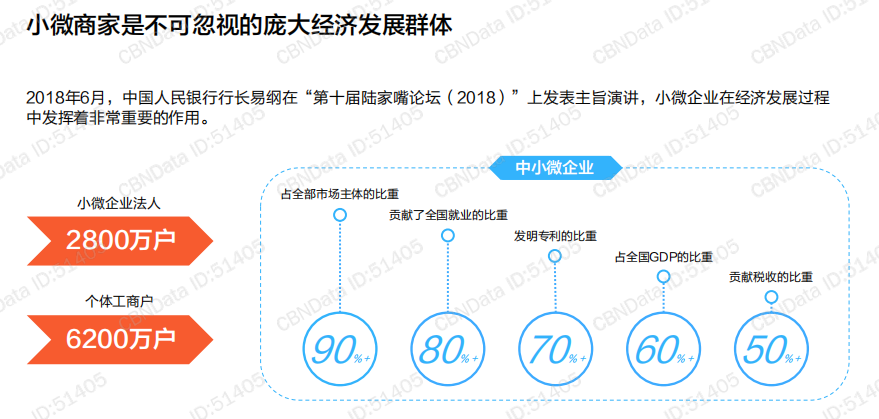 小微商家是不可忽视的庞大经济发展群体
2018年6月，中国人民银行行长易纲在“第十届陆家嘴论坛（2018）”上发表主旨演讲，小微企业在经济发展过程
中发挥着非常重要的作用。
中小微企业
小微企业法人
2800万户
个体工商户
6200万户
占全部市场主体的比重
90%+
贡献了全国就业的比重
80%+
发明专利的比重
70%+
占全国GDP的比重
60%+
贡献税收的比重
50%+
CBNData ID:51405